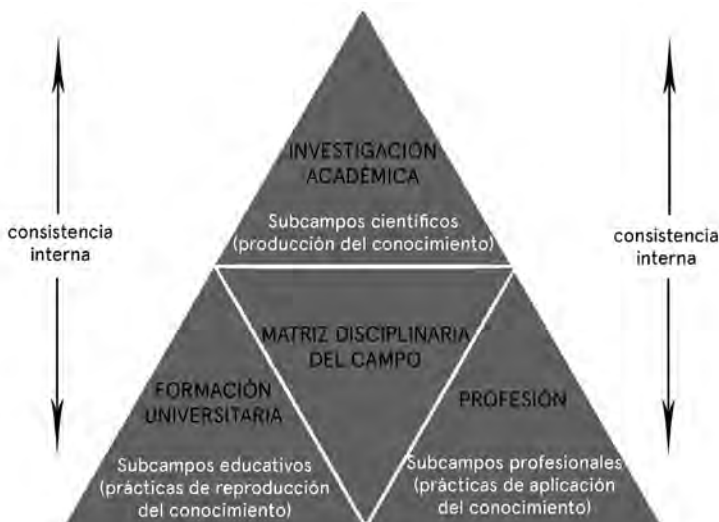 INVESTIGACIÓN
ACADÉMICA
Subcampos científicos
(producción del conocimiento)
consistencia
interna
consistencia
interna
MATRIZ DISCIPLINARIA
DEL CAMPO
FORMACIÓN
UNIVERSITARIA
Subcampos educativos
(prácticas de reproducción
del conocimiento)
PROFESIÓN
Subcampos profesionales
(prácticas de aplicación
del conocimiento)